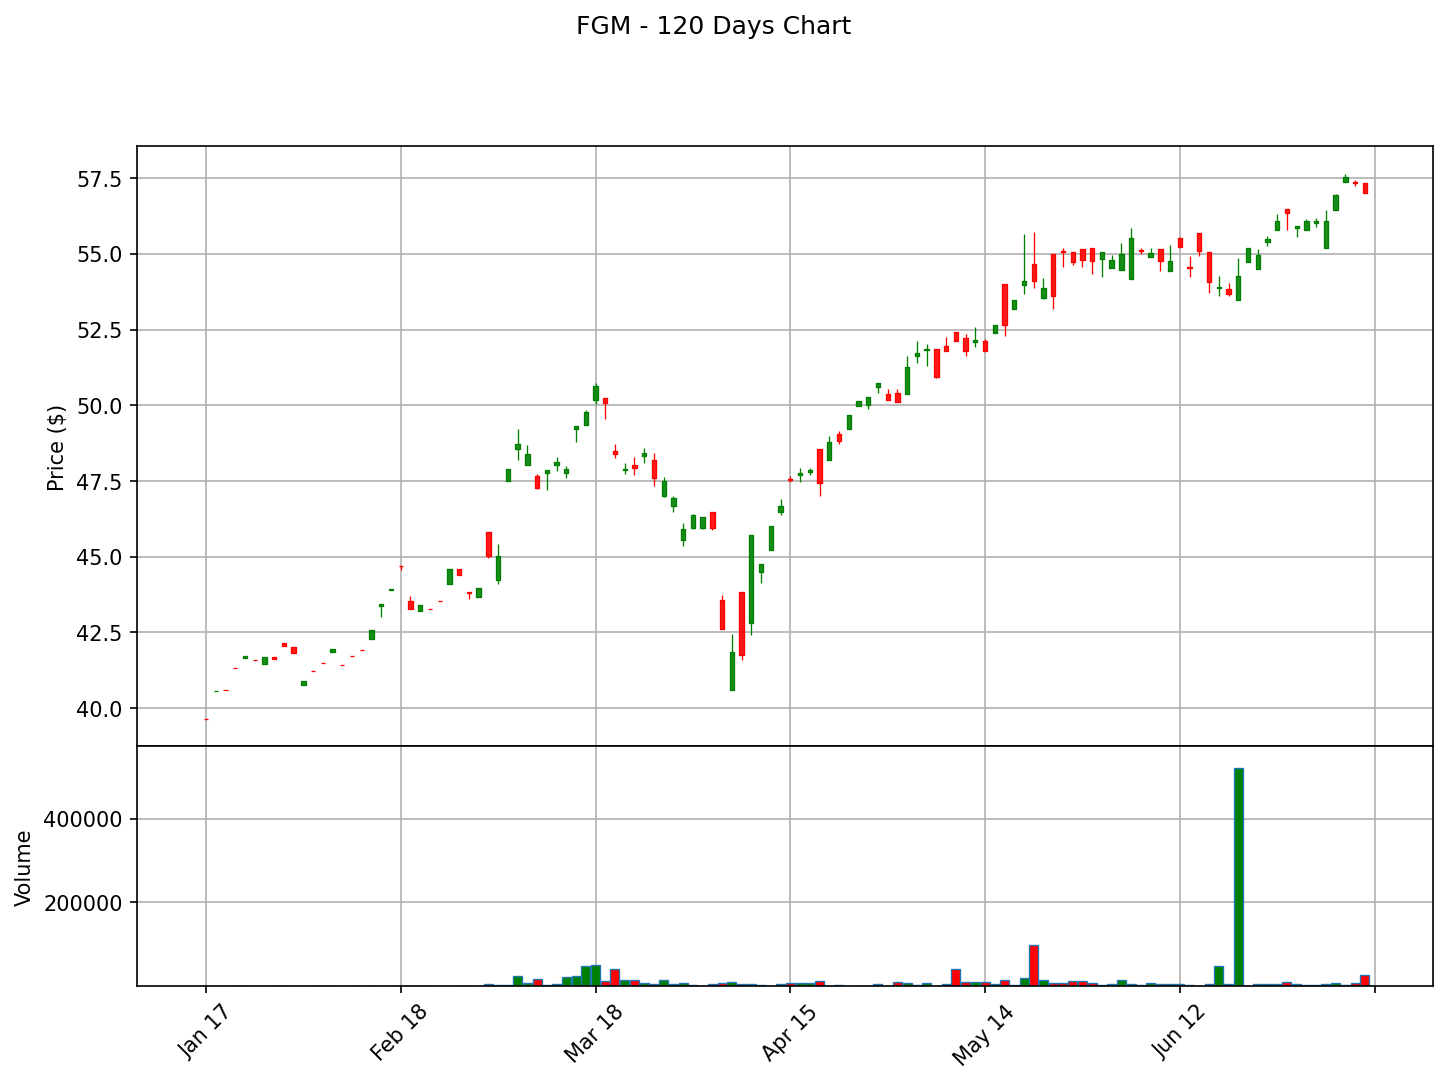 FGM - 120 Days Chart
57.5
55.0
52.5
50.0
47.5
45.0
42.5
40.0
Price ($)
400000
200000
Volume
Jan 17
Feb 18
Mar 18
Apr 15
May 14
Jun 12